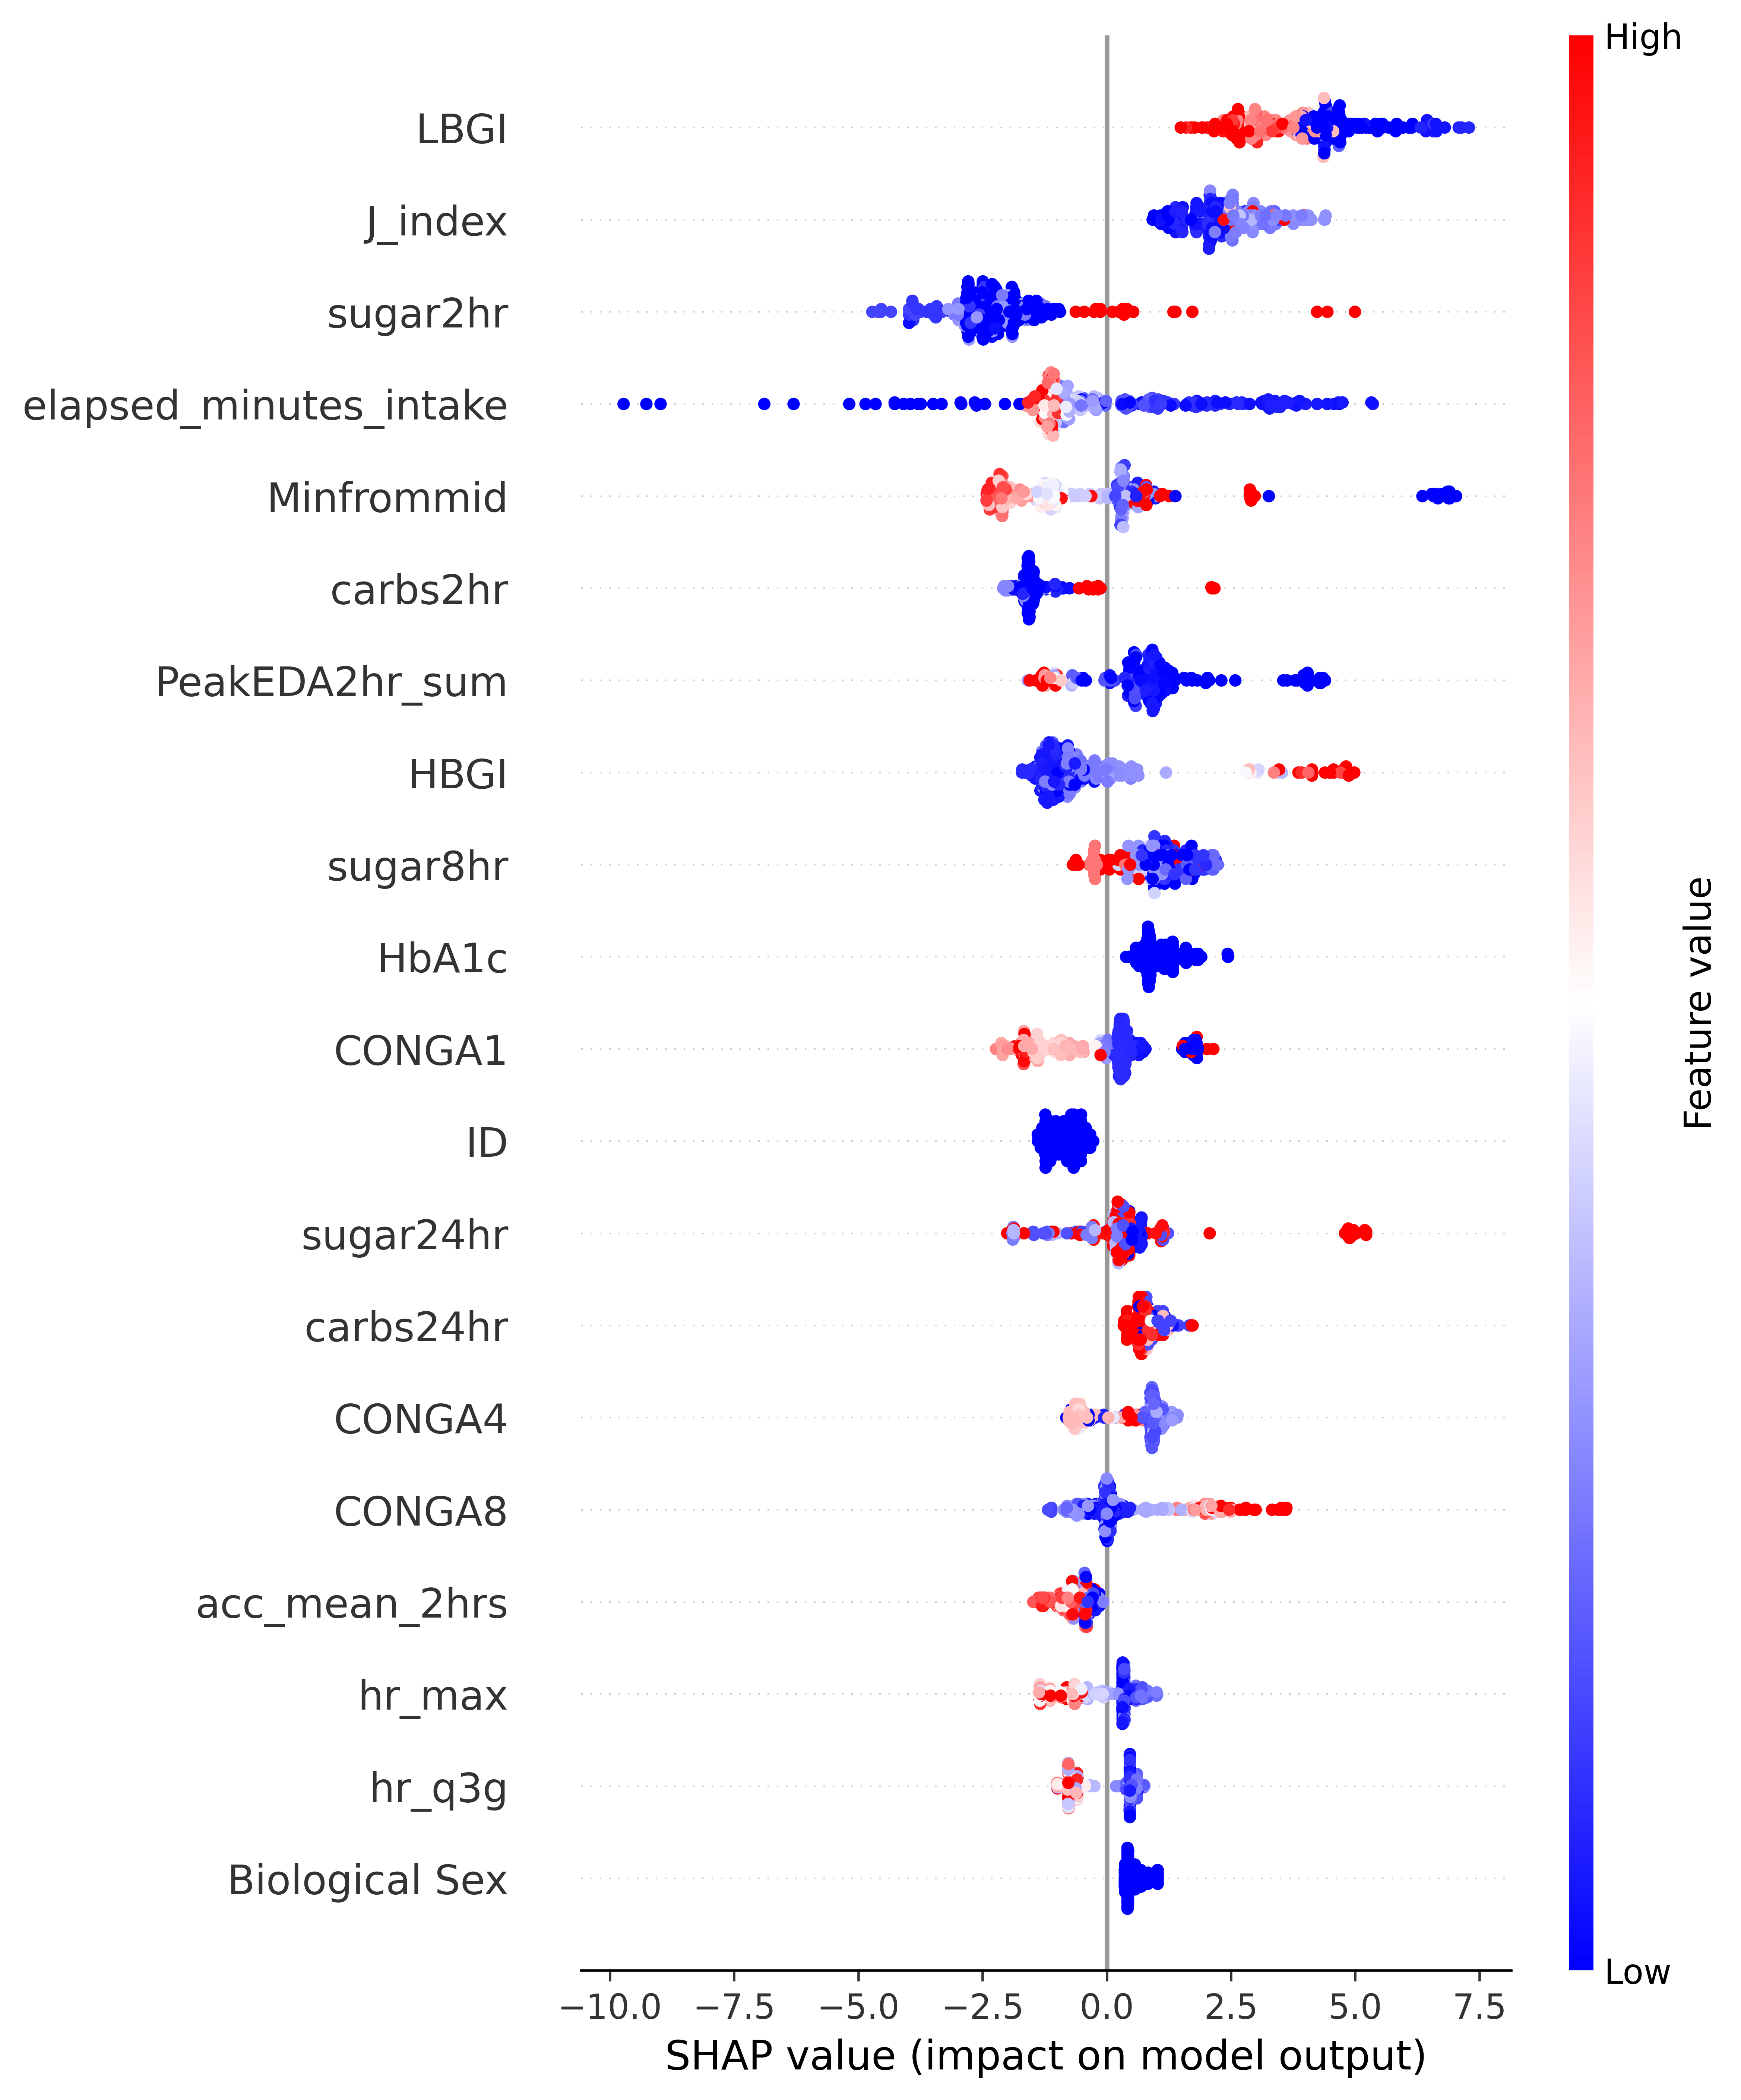 High
LBGI
J_index
sugar2hr
elapsed_minutes_intake
Minfrommid
carbs2hr
PeakEDA2hr_sum
HBGI
sugar8hr
HbA1c
CONGA1
ID
sugar24hr
carbs24hr
CONGA4
CONGA8
acc_mean_2hrs
hr_max
hr_q3g
Biological Sex
Feature value
Low
−10.0 −7.5 −5.0 −2.5 0.0 2.5 5.0 7.5
SHAP value (impact on model output)